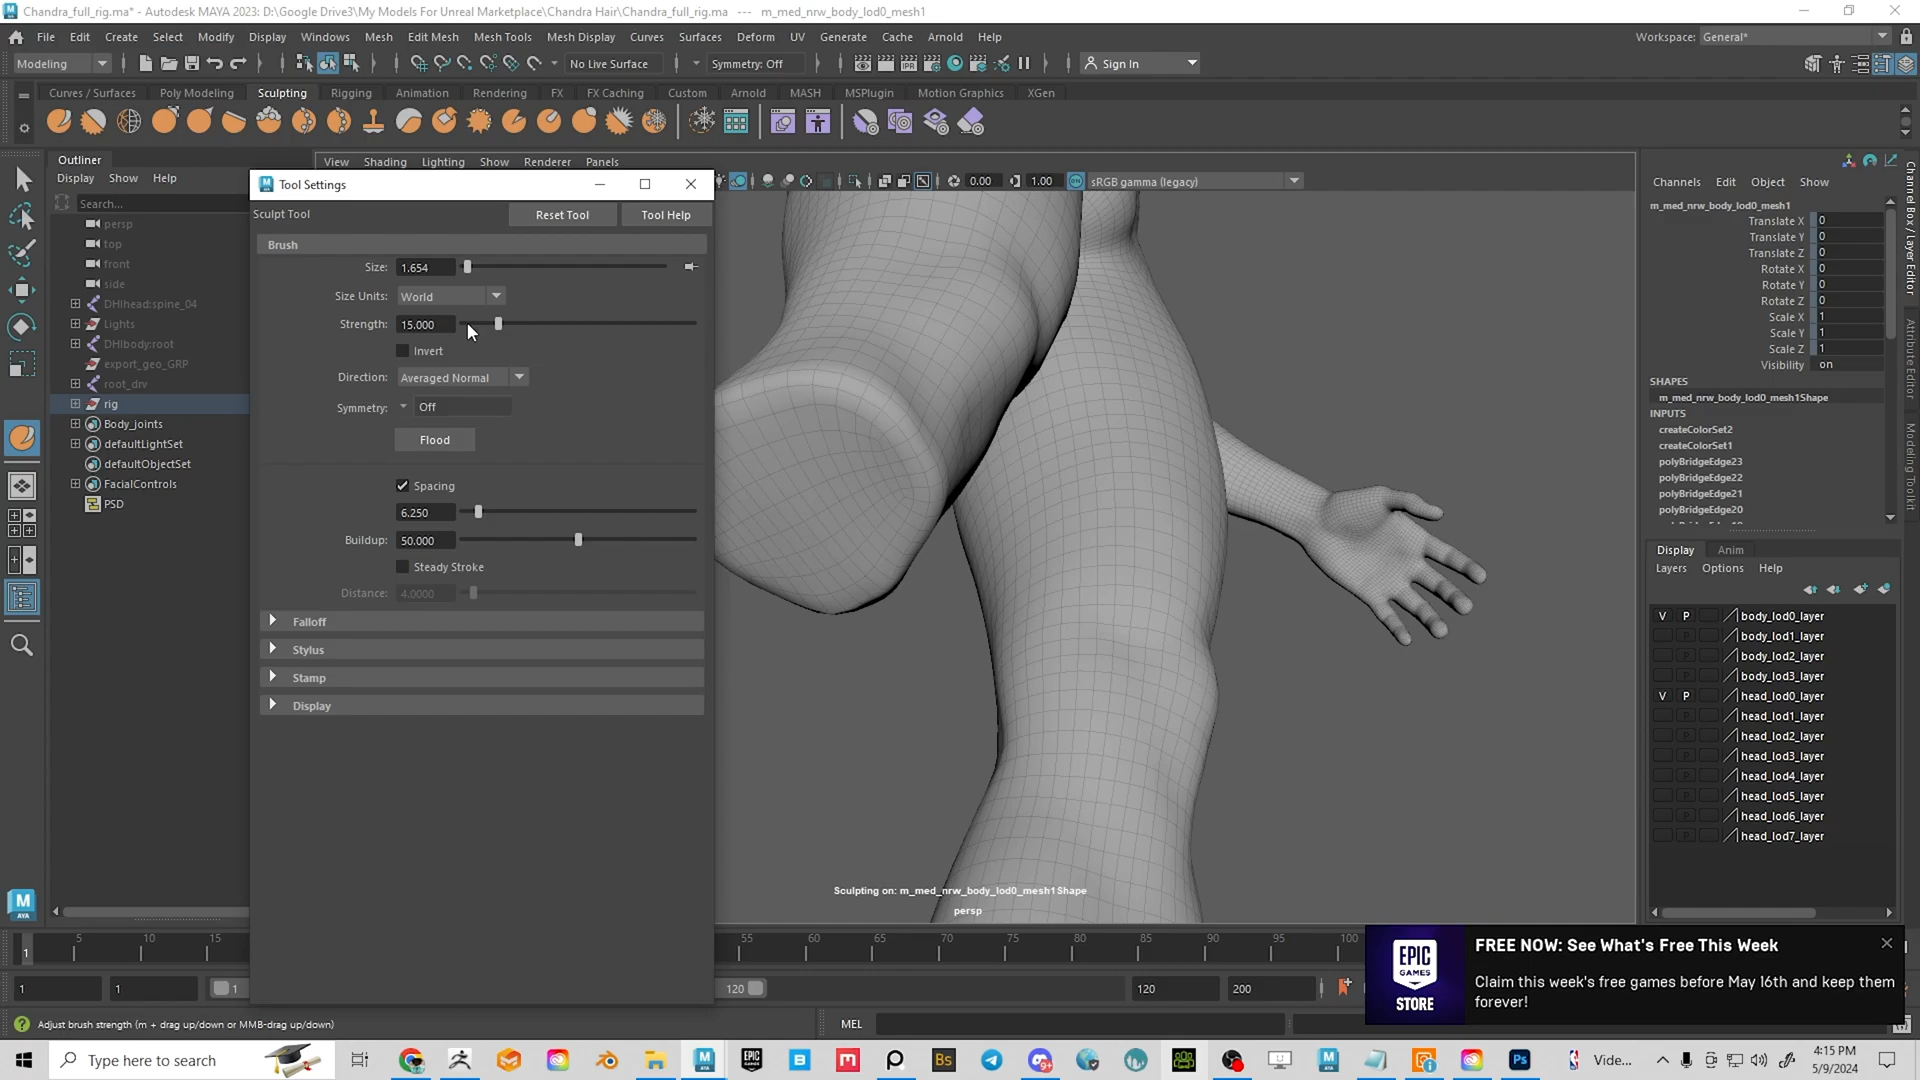 Chandra_full_rig.ma* - Autodesk MAYA 2023: D:\Google Drive3\My Models For Unreal Marketplace\Chandra Hair\Chandra_full_rig.ma --- m_med_nrw_body_lod0_mesh1
File Edit Create Select Modify Display Windows Mesh Edit Mesh Mesh Tools Mesh Display Curves Surfaces Deform UV Generate Cache Arnold Help Workspace: General*
Modeling No Live Surface Symmetry: Off Sign In
Curves / Surfaces Poly Modeling Sculpting Rigging Animation Rendering FX FX Caching Custom Arnold MASH MSPlugin Motion Graphics XGen
Outliner
Display Show Help
Search...
persp
top
front
side
DHIhead:spine_04
Lights
DHIbody:root
export_geo_GRP
root_drv
rig
Body_joints
defaultLightSet
defaultObjectSet
FacialControls
PSD
View Shading Lighting Show Renderer Panels
0.00 1.00 sRGB gamma (legacy)
Tool Settings
Sculpt Tool Reset Tool Tool Help
Brush
Size: 1.654
Size Units: World
Strength: 15.000
Invert
Direction: Averaged Normal
Symmetry: Off
Flood
Spacing
6.250
Buildup: 50.000
Steady Stroke
Distance: 4.0000
Falloff
Stylus
Stamp
Display
Sculpting on: m_med_nrw_body_lod0_mesh1Shape
persp
Channels Edit Object Show
m_med_nrw_body_lod0_mesh1
Translate X 0
Translate Y 0
Translate Z 0
Rotate X 0
Rotate Y 0
Rotate Z 0
Scale X 1
Scale Y 1
Scale Z 1
Visibility on
SHAPES
m_med_nrw_body_lod0_mesh1Shape
INPUTS
createColorSet2
createColorSet1
polyBridgeEdge23
polyBridgeEdge22
polyBridgeEdge21
polyBridgeEdge20
Channel Box / Layer Editor
Attribute Editor
Modeling Toolkit
Display Anim
Layers Options Help
V P body_lod0_layer
P body_lod1_layer
P body_lod2_layer
P body_lod3_layer
V P head_lod0_layer
P head_lod1_layer
P head_lod2_layer
P head_lod3_layer
P head_lod4_layer
P head_lod5_layer
P head_lod6_layer
P head_lod7_layer
1 5 10 15 55 60 65 70 75 80 85 90 95 100
1 1 1 120 120 200
Adjust brush strength (m + drag up/down or MMB-drag up/down) MEL
EPIC GAMES STORE
FREE NOW: See What's Free This Week
Claim this week's free games before May 16th and keep them
forever!
Type here to search
Vide...
4:15 PM
5/9/2024